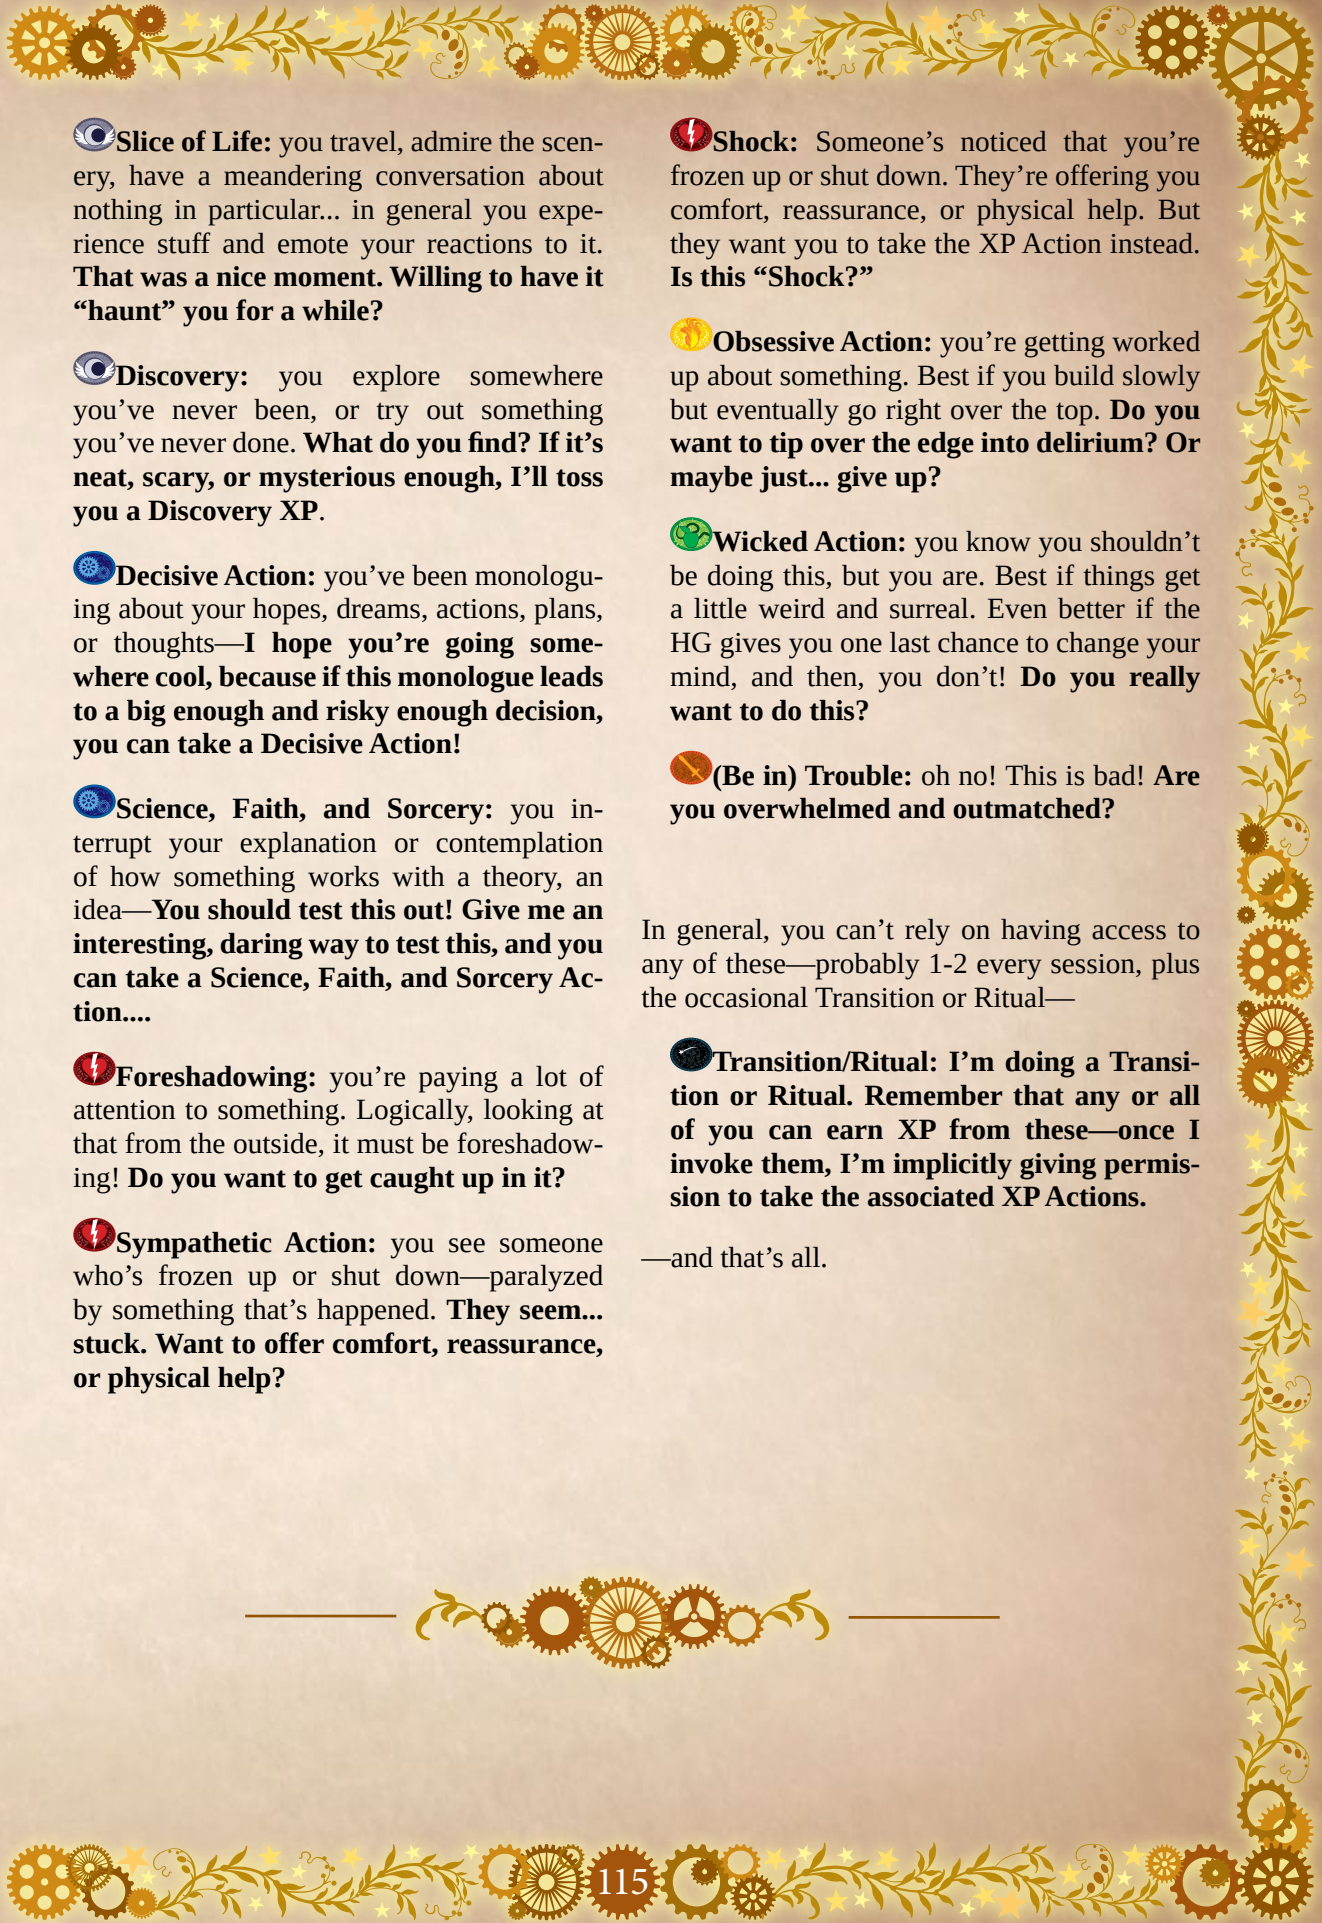 Slice of Life: you travel, admire the scen-
ery, have a meandering conversation about
nothing in particular... in general you expe-
rience stuff and emote your reactions to it.
That was a nice moment. Willing to have it
“haunt” you for a while?
Discovery: you explore somewhere
you’ve never been, or try out something
you’ve never done. What do you find? If it’s
neat, scary, or mysterious enough, I’ll toss
you a Discovery XP.
Decisive Action: you’ve been monologu-
ing about your hopes, dreams, actions, plans,
or thoughts—I hope you’re going some-
where cool, because if this monologue leads
to a big enough and risky enough decision,
you can take a Decisive Action!
Science, Faith, and Sorcery: you in-
terrupt your explanation or contemplation
of how something works with a theory, an
idea—You should test this out! Give me an
interesting, daring way to test this, and you
can take a Science, Faith, and Sorcery Ac-
tion....
Foreshadowing: you’re paying a lot of
attention to something. Logically, looking at
that from the outside, it must be foreshadow-
ing! Do you want to get caught up in it?
Sympathetic Action: you see someone
who’s frozen up or shut down—paralyzed
by something that’s happened. They seem...
stuck. Want to offer comfort, reassurance,
or physical help?
Shock: Someone’s noticed that you’re
frozen up or shut down. They’re offering you
comfort, reassurance, or physical help. But
they want you to take the XP Action instead.
Is this “Shock?”
Obsessive Action: you’re getting worked
up about something. Best if you build slowly
but eventually go right over the top. Do you
want to tip over the edge into delirium? Or
maybe just... give up?
Wicked Action: you know you shouldn’t
be doing this, but you are. Best if things get
a little weird and surreal. Even better if the
HG gives you one last chance to change your
mind, and then, you don’t! Do you really
want to do this?
(Be in) Trouble: oh no! This is bad! Are
you overwhelmed and outmatched?
In general, you can’t rely on having access to
any of these—probably 1-2 every session, plus
the occasional Transition or Ritual—
Transition/Ritual: I’m doing a Transi-
tion or Ritual. Remember that any or all
of you can earn XP from these—once I
invoke them, I’m implicitly giving permis-
sion to take the associated XP Actions.
—and that’s all.
115